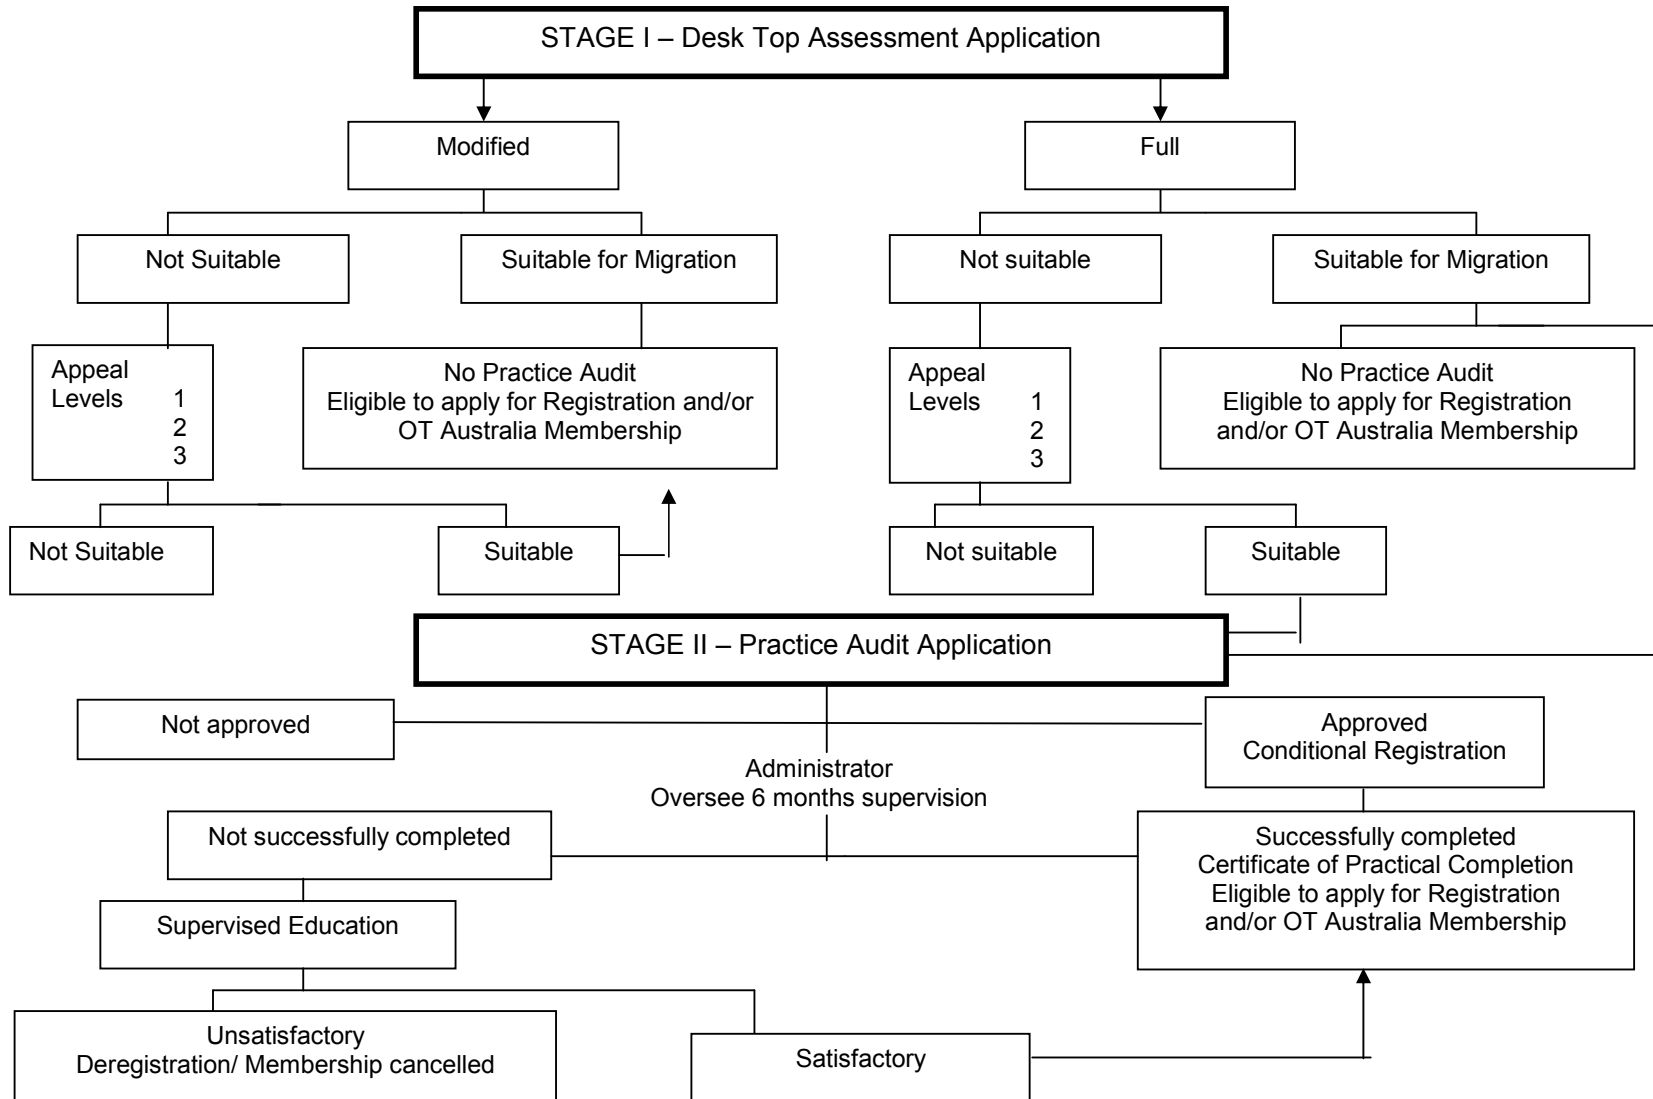 STAGE I – Desk Top Assessment Application
Modified
Full
Not Suitable
Suitable for Migration
Not suitable
Suitable for Migration
Appeal
Levels 1
2
3
No Practice Audit
Eligible to apply for Registration and/or
OT Australia Membership
Appeal
Levels 1
2
3
No Practice Audit
Eligible to apply for Registration
and/or OT Australia Membership
Not Suitable
Suitable
Not suitable
Suitable
STAGE II – Practice Audit Application
Not approved
Approved
Conditional Registration
Administrator
Oversee 6 months supervision
Not successfully completed
Successfully completed
Certificate of Practical Completion
Eligible to apply for Registration
and/or OT Australia Membership
Supervised Education
Unsatisfactory
Deregistration/ Membership cancelled
Satisfactory